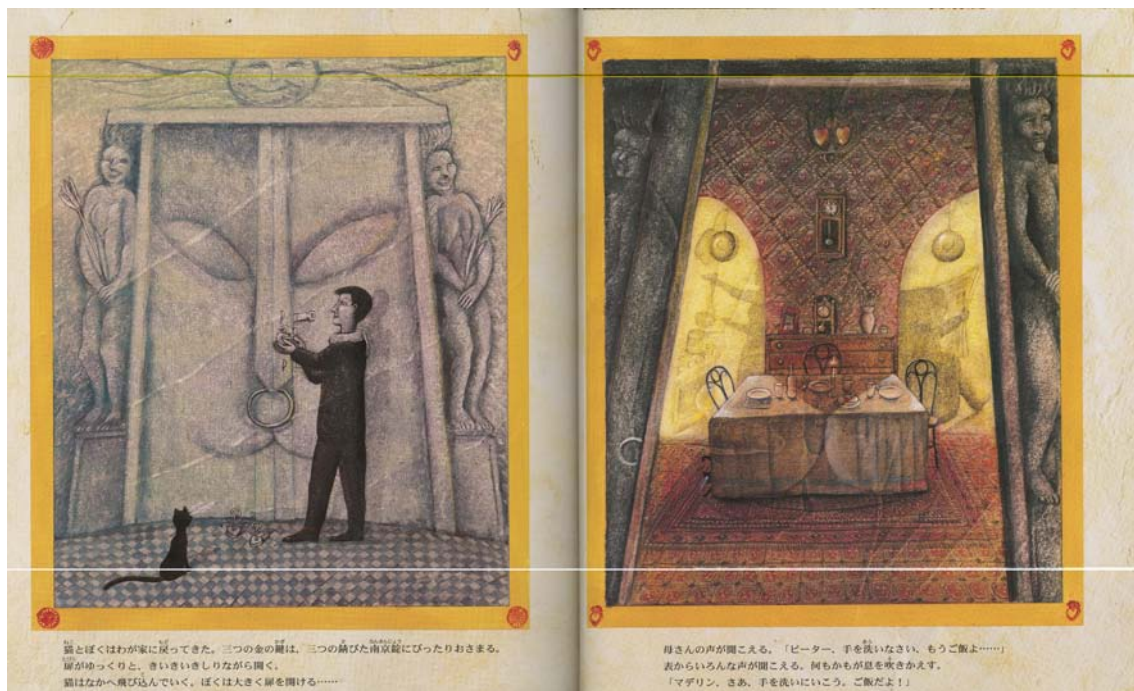 猫とぼくはわが家に戻ってきた。三つの金の鍵は、三つの錆びた南京錠にぴったりおさまる。
扉がゆっくりと、きいきいきしりながら開く。
猫はなかへ飛び込んでいく。ぼくは大きく扉を開ける……
母さんの声が聞こえる。「ピーター、手を洗いなさい、もうご飯よ……」
表からいろんな声が聞こえる。何もかもが息を吹きかえす。
「マデリン、さあ、手を洗いにいこう。ご飯だよ！」